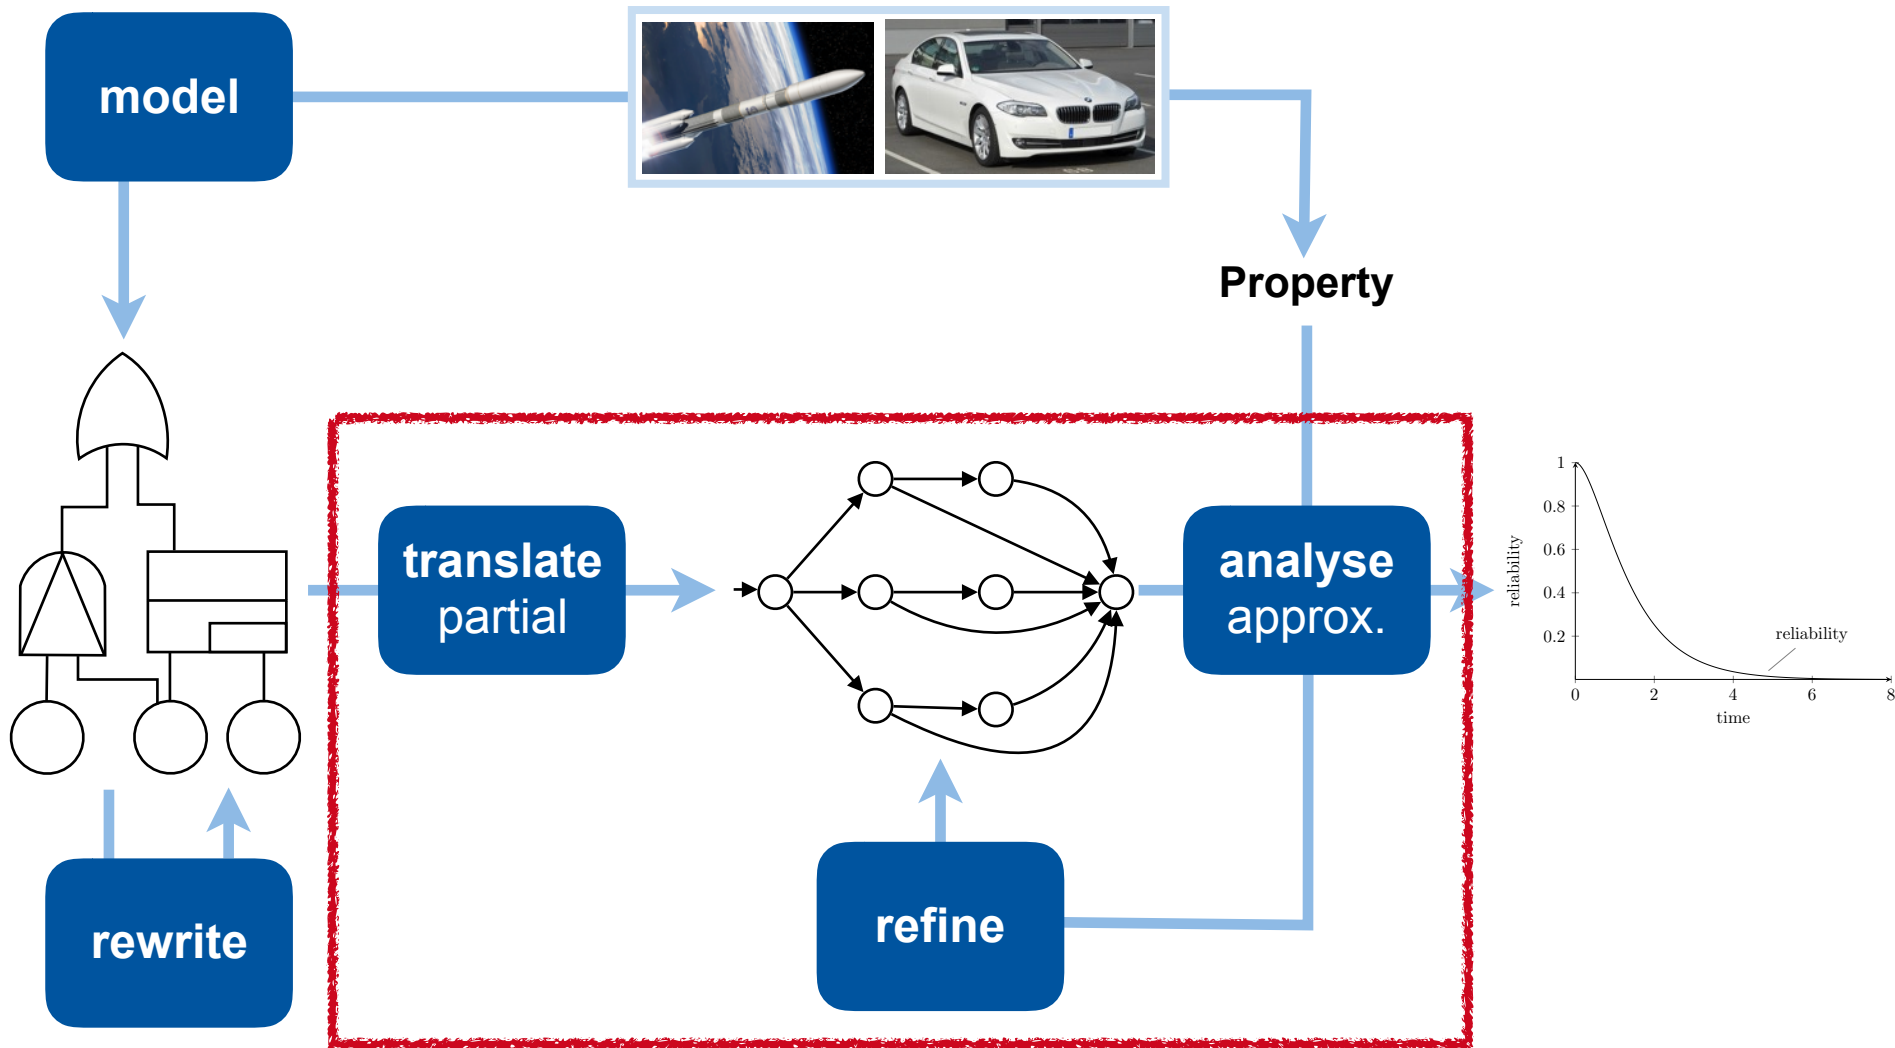 model
Property
translate
partial
analyse
approx.
refine
rewrite
1
0.8
0.6
0.4
0.2
reliability
reliability
0 2 4 6 8
time